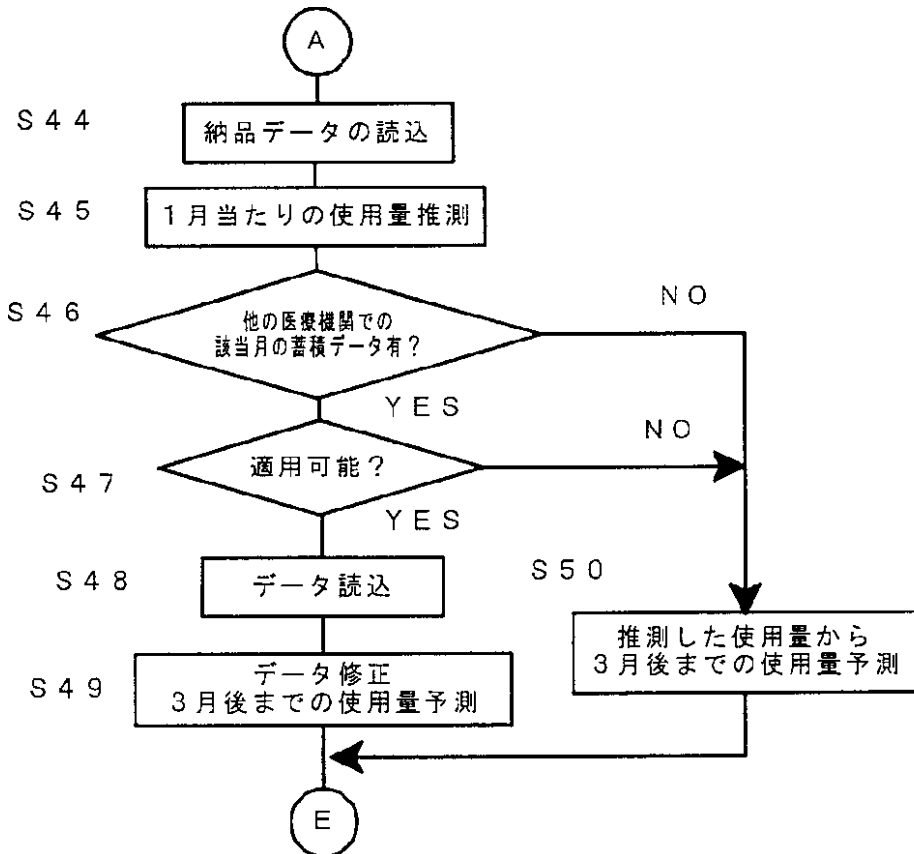 A
S44
納品データの読込
S45
1月当たりの使用量推測
S46
他の医療機関での
該当月の蓄積データ有?
NO
YES
S47
適用可能?
NO
YES
S48
データ読込
S50
推測した使用量から
3月後までの使用量予測
S49
データ修正
3月後までの使用量予測
E